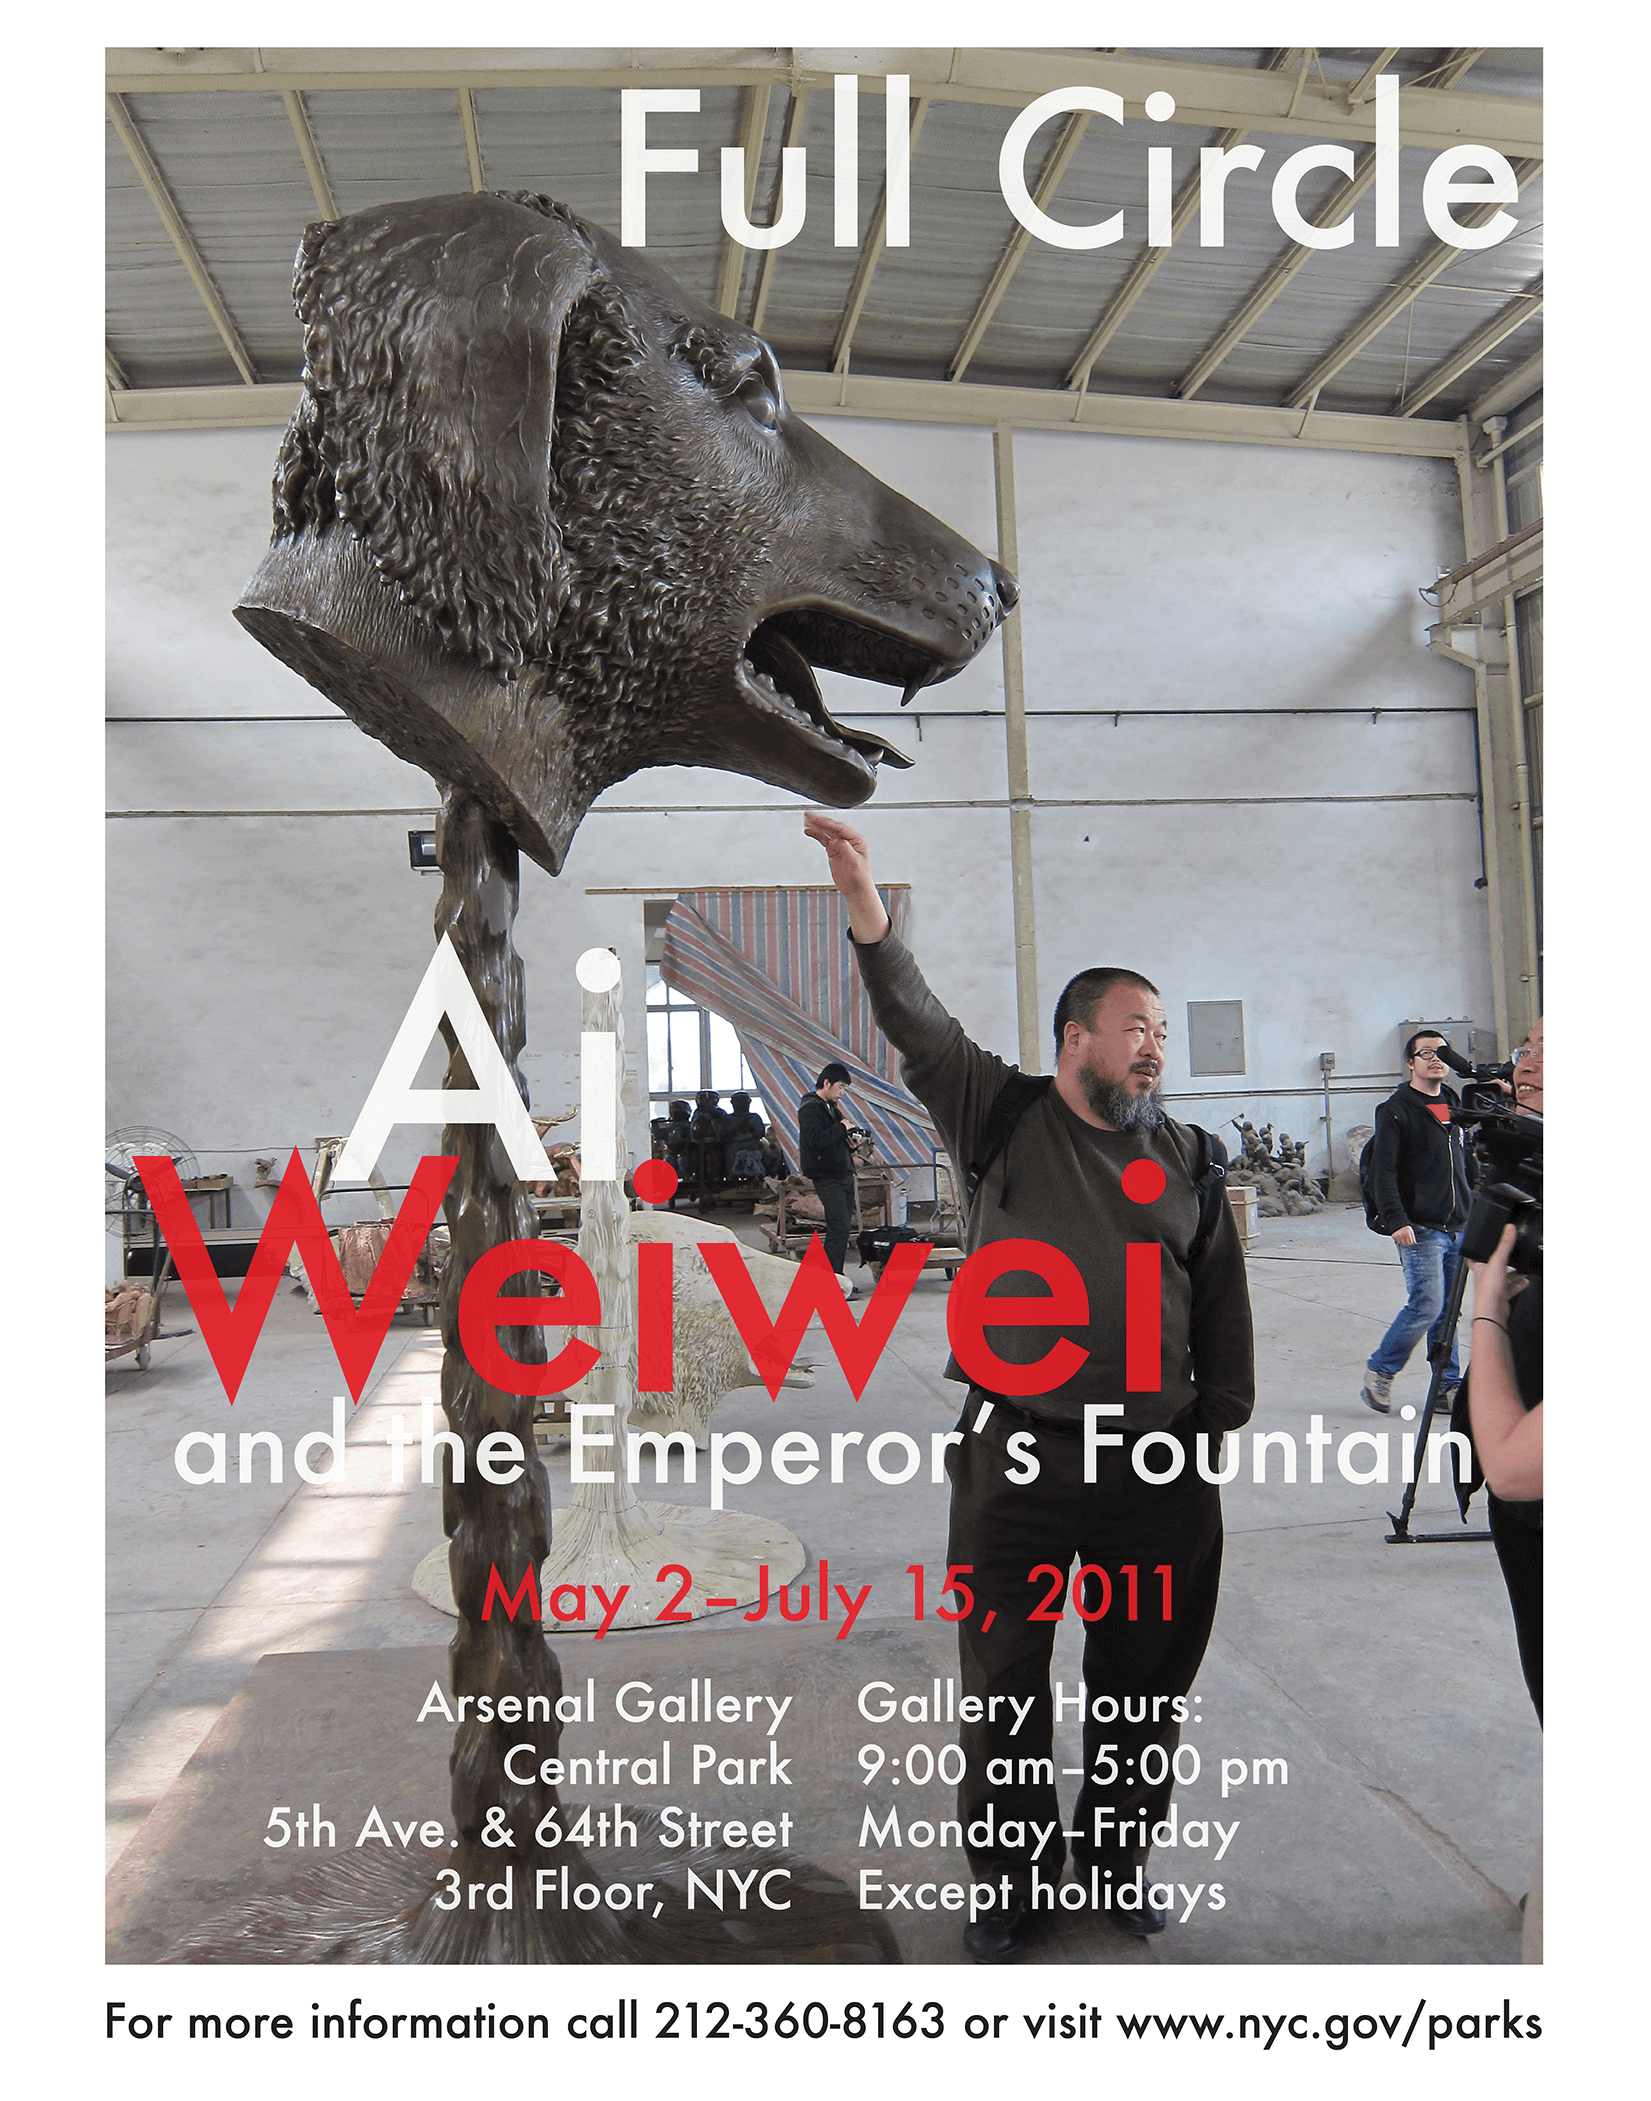 Full Circle
Ai
Weiwei
and the Emperor's Fountain
May 2–July 15, 2011
Arsenal Gallery
Central Park
5th Ave. & 64th Street
3rd Floor, NYC
Gallery Hours:
9:00 am–5:00 pm
Monday–Friday
Except holidays
For more information call 212-360-8163 or visit www.nyc.gov/parks